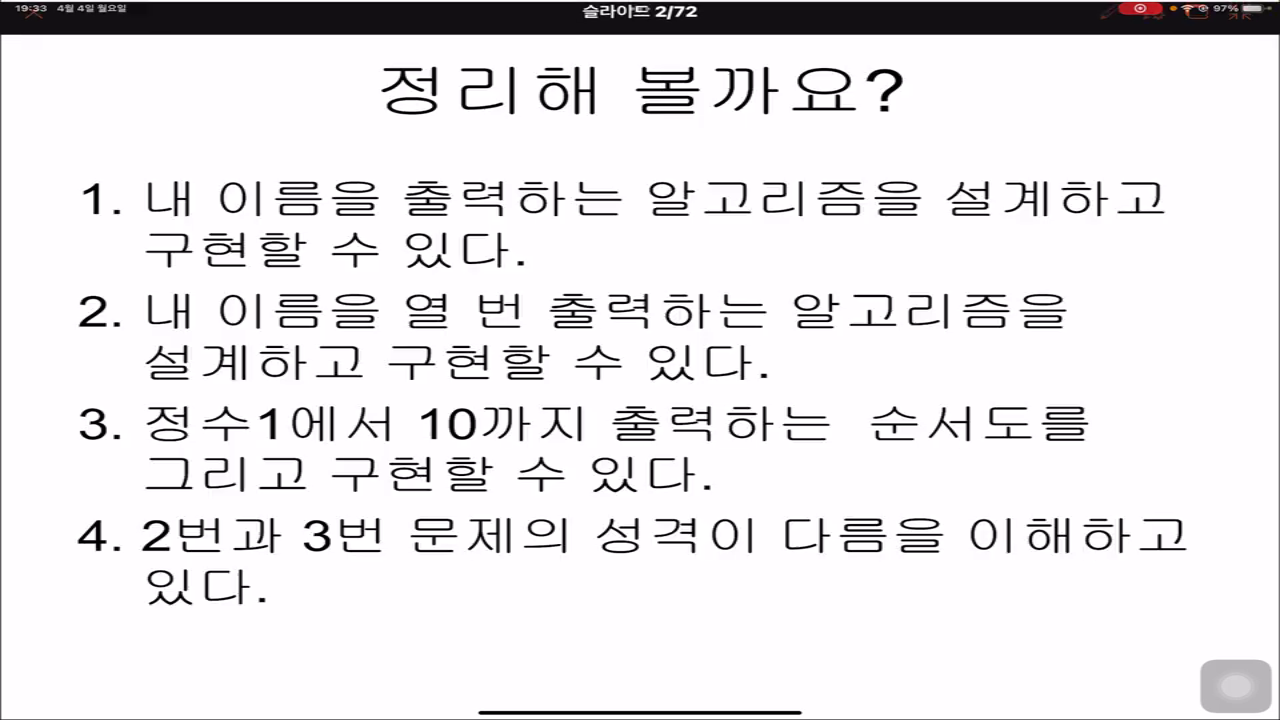 19:33 4월 4일 월요일
슬라이드 2/72
97%
정리해 볼까요?
1. 내 이름을 출력하는 알고리즘을 설계하고
구현할 수 있다.
2. 내 이름을 열 번 출력하는 알고리즘을
설계하고 구현할 수 있다.
3. 정수1에서 10까지 출력하는 순서도를
그리고 구현할 수 있다.
4. 2번과 3번 문제의 성격이 다름을 이해하고
있다.